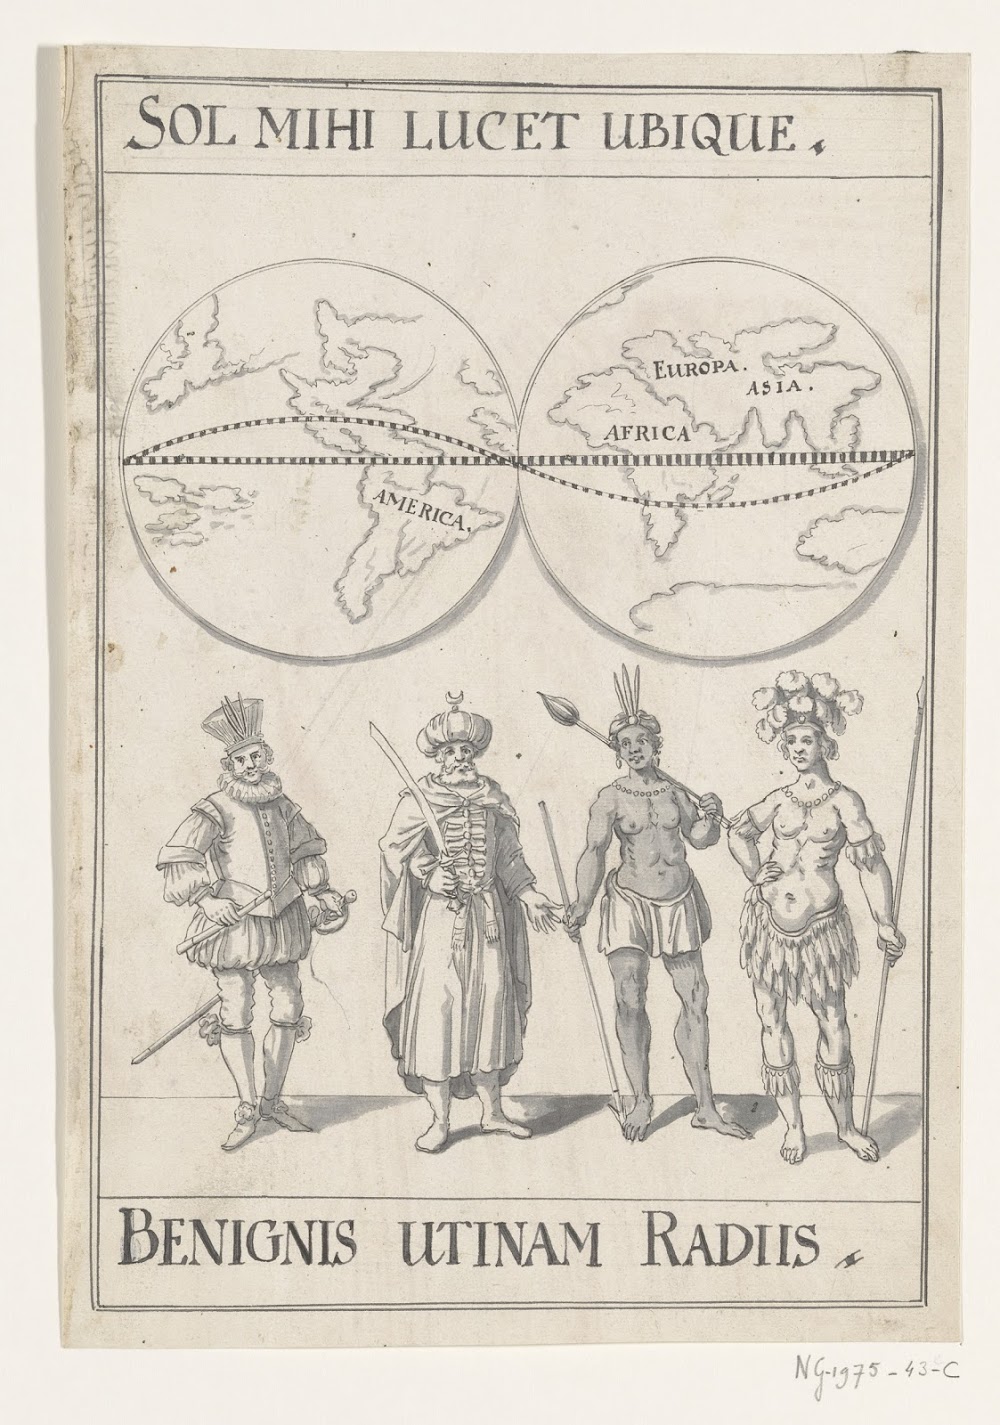 SOL MIHI LUCET UBIQUE.
EUROPA.
ASIA.
AFRICA
AMERICA.
BENIGNIS UTINAM RADIIS.
NG-1975-43-C